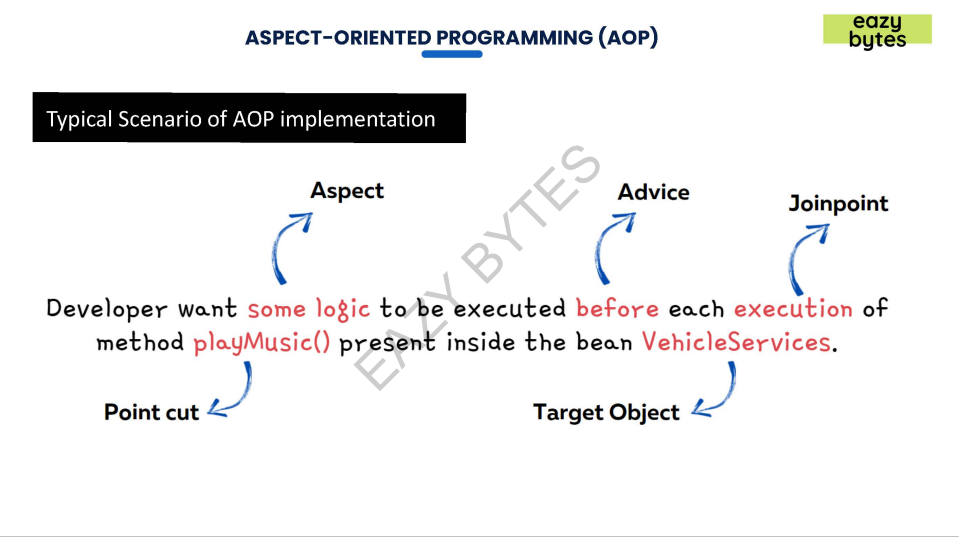 ASPECT-ORIENTED PROGRAMMING (AOP)
eazy
bytes
Typical Scenario of AOP implementation
Aspect
Advice
Joinpoint
Developer want some logic to be executed before each execution of
method playMusic() present inside the bean VehicleServices.
Point cut
Target Object
EAZY BYTES